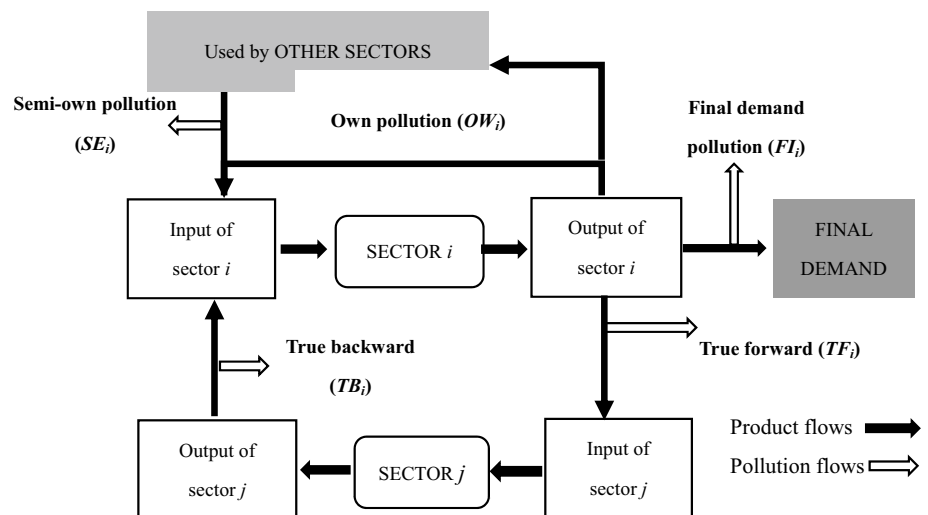 Used by OTHER SECTORS
Semi-own pollution
(SEᵢ)
Own pollution (OWᵢ)
Final demand
pollution (FIᵢ)
Input of
sector i
SECTOR i
Output of
sector i
FINAL
DEMAND
True backward
(TBᵢ)
True forward (TFᵢ)
Output of
sector j
SECTOR j
Input of
sector j
Product flows
Pollution flows